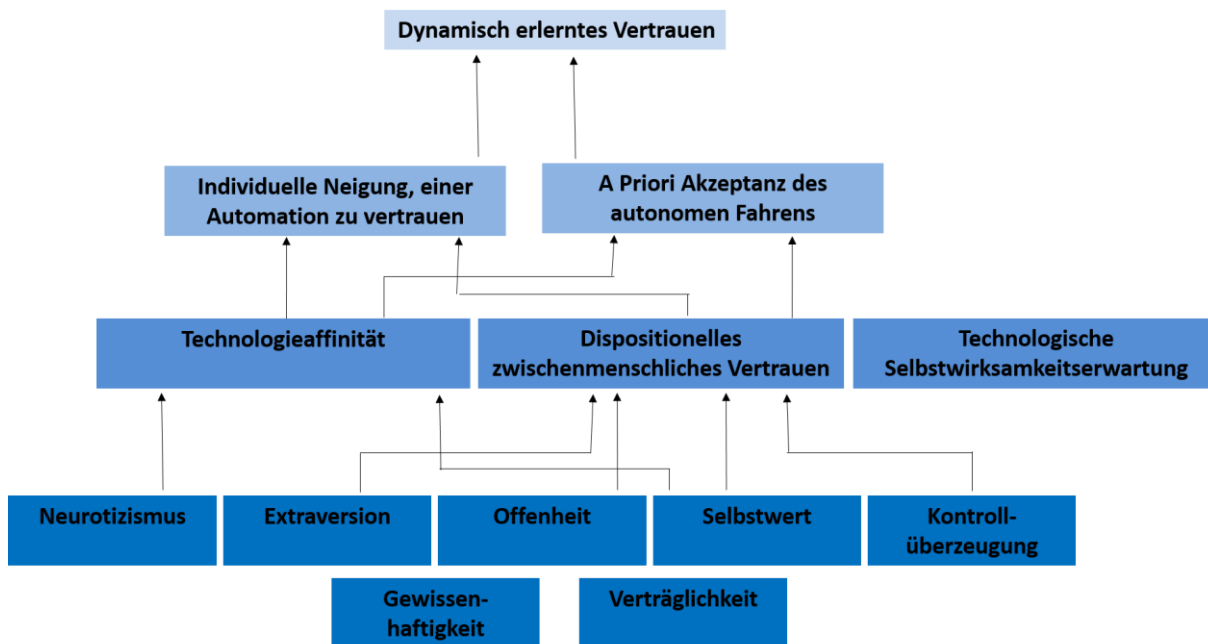 Dynamisch erlerntes Vertrauen
Individuelle Neigung, einer
Automation zu vertrauen
A Priori Akzeptanz des
autonomen Fahrens
Technologieaffinität
Dispositionelles
zwischenmenschliches Vertrauen
Technologische
Selbstwirksamkeitserwartung
Neurotizismus
Extraversion
Offenheit
Selbstwert
Kontroll-
überzeugung
Gewissen-
haftigkeit
Verträglichkeit